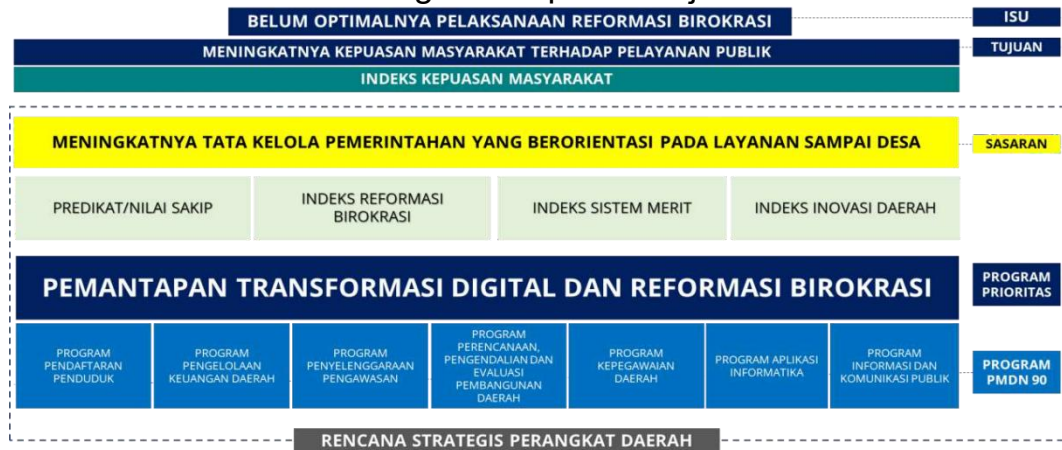 BELUM OPTIMALNYA PELAKSANAAN REFORMASI BIROKRASI
ISU
MENINGKATNYA KEPUASAN MASYARAKAT TERHADAP PELAYANAN PUBLIK
TUJUAN
INDEKS KEPUASAN MASYARAKAT
MENINGKATNYA TATA KELOLA PEMERINTAHAN YANG BERORIENTASI PADA LAYANAN SAMPAI DESA
SASARAN
PREDIKAT/NILAI SAKIP
INDEKS REFORMASI
BIROKRASI
INDEKS SISTEM MERIT
INDEKS INOVASI DAERAH
PEMANTAPAN TRANSFORMASI DIGITAL DAN REFORMASI BIROKRASI
PROGRAM
PRIORITAS
PROGRAM
PENDAFTARAN
PENDUDUK
PROGRAM
PENGELOLAAN
KEUANGAN DAERAH
PROGRAM
PENYELENGGARAAN
PENGAWASAN
PROGRAM
PERENCANAAN,
PENGENDALIAN DAN
EVALUASI
PEMBANGUNAN
DAERAH
PROGRAM
KEPEGAWAIAN
DAERAH
PROGRAM APLIKASI
INFORMATIKA
PROGRAM
INFORMASI DAN
KOMUNIKASI PUBLIK
PROGRAM
PMDN 90
RENCANA STRATEGIS PERANGKAT DAERAH